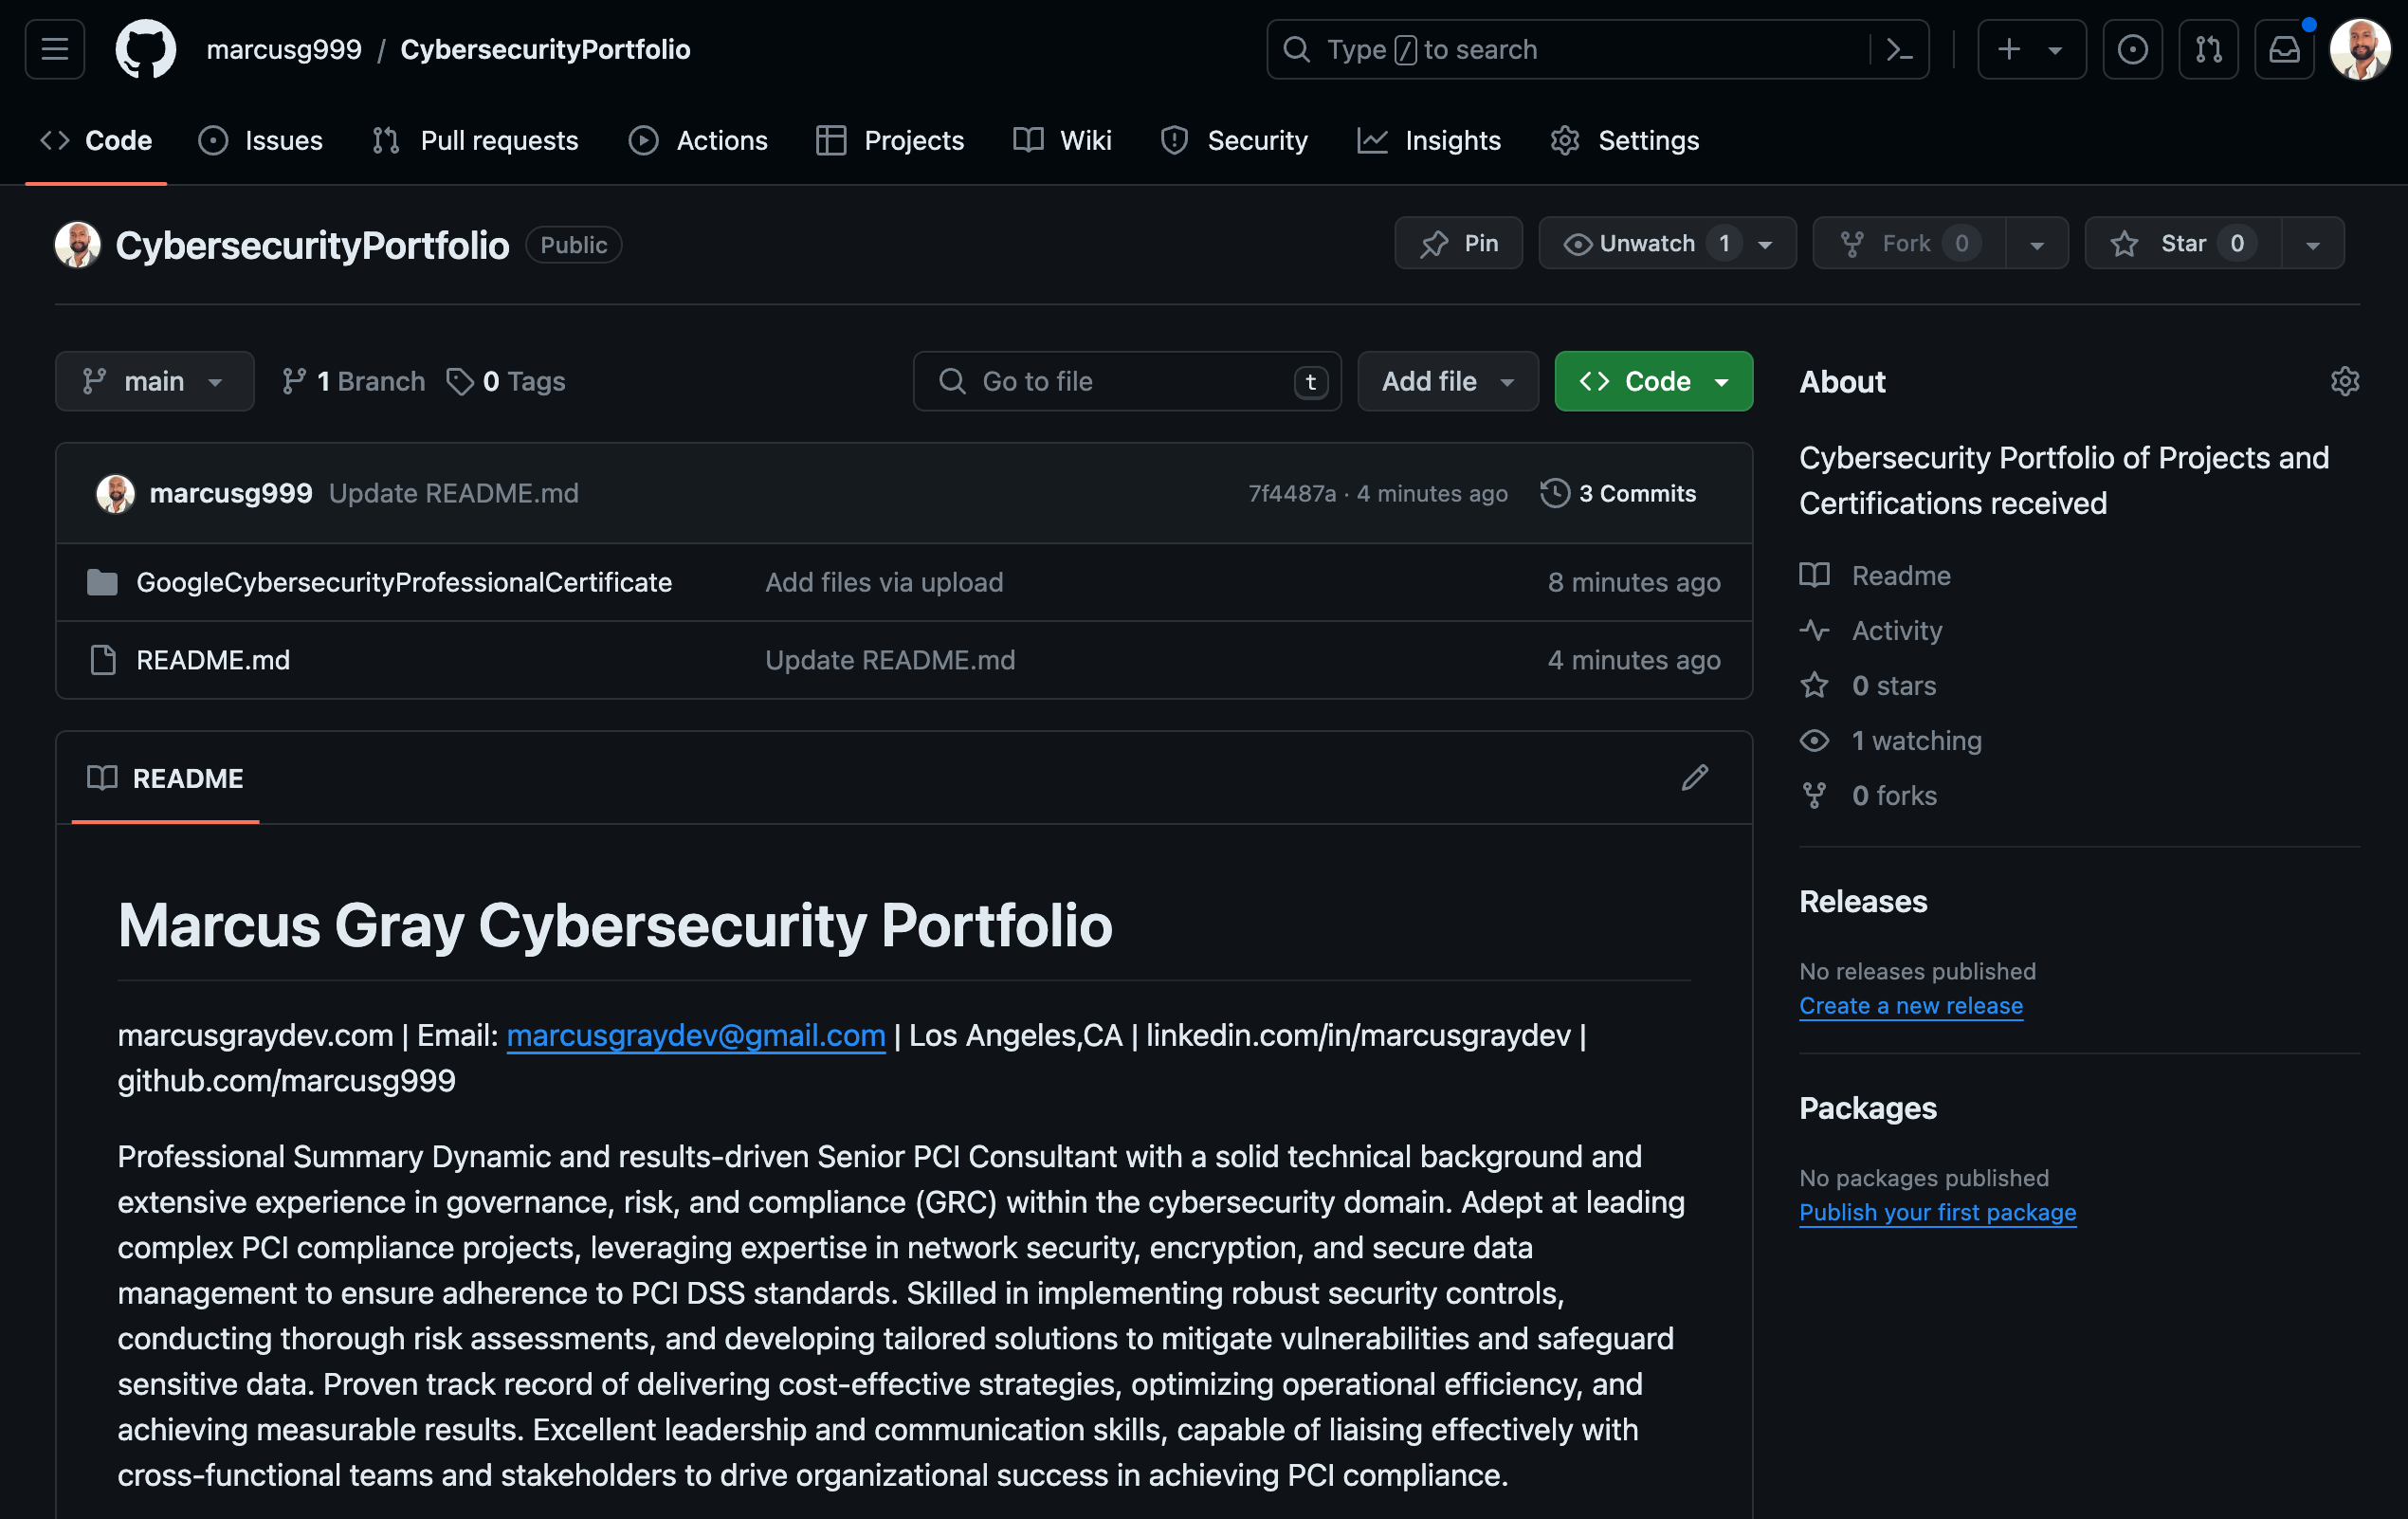 marcusg999 / CybersecurityPortfolio
Type / to search
Code Issues Pull requests Actions Projects Wiki Security Insights Settings
CybersecurityPortfolio Public
Pin Unwatch 1 Fork 0 Star 0
main 1 Branch 0 Tags
Go to file t Add file Code
marcusg999 Update README.md 7f4487a · 4 minutes ago 3 Commits
GoogleCybersecurityProfessionalCertificate Add files via upload 8 minutes ago
README.md Update README.md 4 minutes ago
README
Marcus Gray Cybersecurity Portfolio
marcusgraydev.com | Email: marcusgraydev@gmail.com | Los Angeles,CA | linkedin.com/in/marcusgraydev |
github.com/marcusg999
Professional Summary Dynamic and results-driven Senior PCI Consultant with a solid technical background and
extensive experience in governance, risk, and compliance (GRC) within the cybersecurity domain. Adept at leading
complex PCI compliance projects, leveraging expertise in network security, encryption, and secure data
management to ensure adherence to PCI DSS standards. Skilled in implementing robust security controls,
conducting thorough risk assessments, and developing tailored solutions to mitigate vulnerabilities and safeguard
sensitive data. Proven track record of delivering cost-effective strategies, optimizing operational efficiency, and
achieving measurable results. Excellent leadership and communication skills, capable of liaising effectively with
cross-functional teams and stakeholders to drive organizational success in achieving PCI compliance.
About
Cybersecurity Portfolio of Projects and
Certifications received
Readme
Activity
0 stars
1 watching
0 forks
Releases
No releases published
Create a new release
Packages
No packages published
Publish your first package